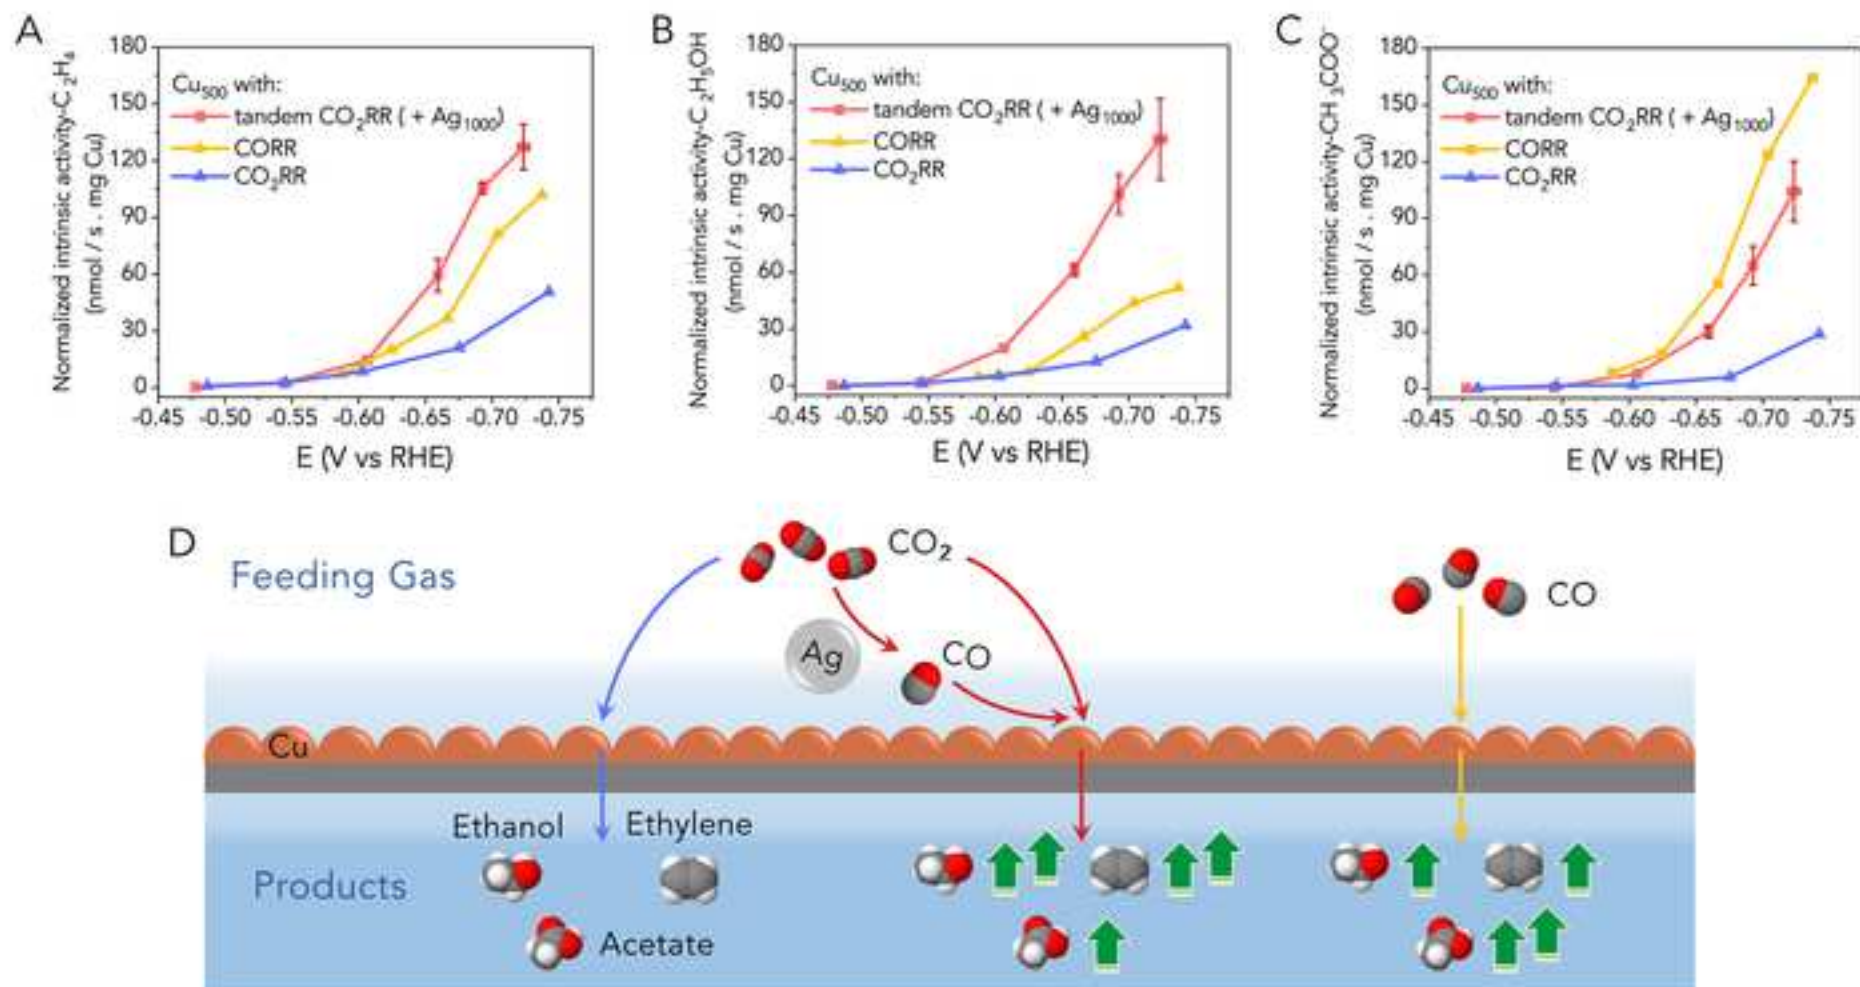 A
Normalized intrinsic activity-C₂H₄
(nmol / s . mg Cu)
180
150
120
90
60
30
0
Cu₅₀₀ with:
tandem CO₂RR ( + Ag₁₀₀₀)
CORR
CO₂RR
-0.45 -0.50 -0.55 -0.60 -0.65 -0.70 -0.75
E (V vs RHE)
B
Normalized intrinsic activity-C₂H₅OH
(nmol / s . mg Cu)
180
150
120
90
60
30
0
Cu₅₀₀ with:
tandem CO₂RR ( + Ag₁₀₀₀)
CORR
CO₂RR
-0.45 -0.50 -0.55 -0.60 -0.65 -0.70 -0.75
E (V vs RHE)
C
Normalized intrinsic activity-CH₃COO⁻
(nmol / s . mg Cu)
180
150
120
90
60
30
0
Cu₅₀₀ with:
tandem CO₂RR ( + Ag₁₀₀₀)
CORR
CO₂RR
-0.45 -0.50 -0.55 -0.60 -0.65 -0.70 -0.75
E (V vs RHE)
D
Feeding Gas
CO₂
CO
Ag
CO
Cu
Ethanol
Ethylene
Products
Acetate